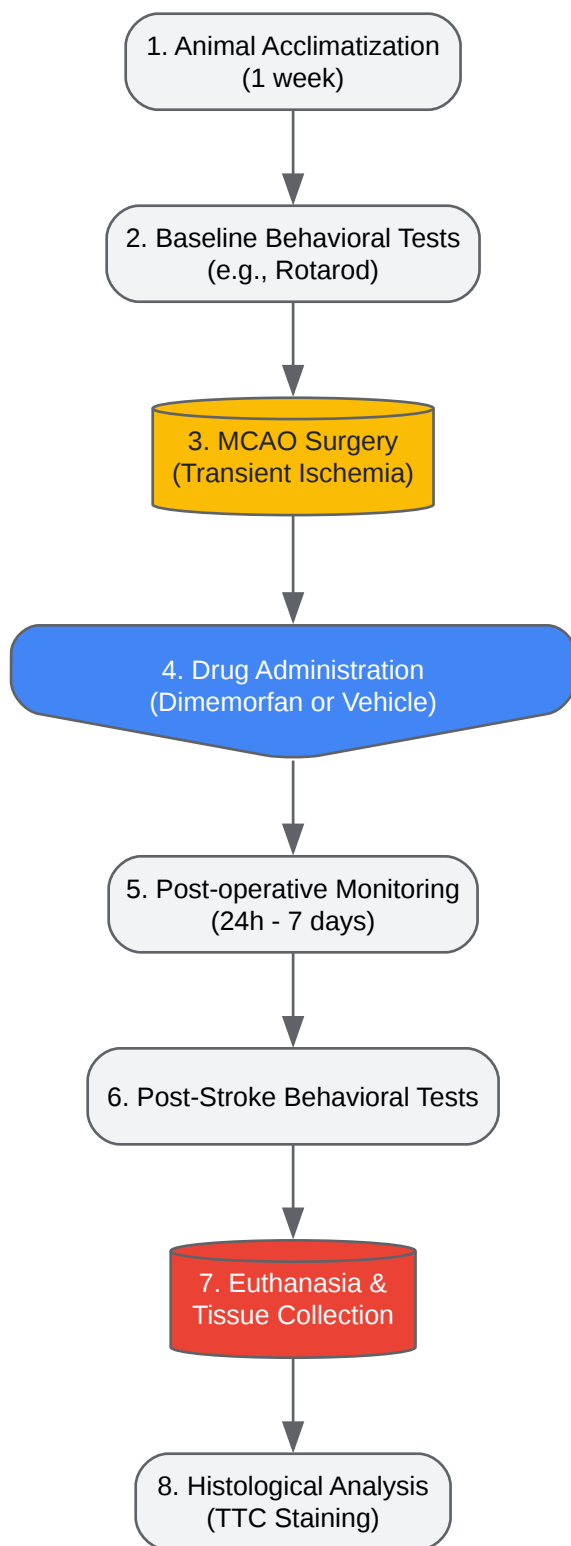 1. Animal Acclimatization
(1 week)
2. Baseline Behavioral Tests
(e.g., Rotarod)
3. MCAO Surgery
(Transient Ischemia)
4. Drug Administration
(Dimemorfan or Vehicle)
5. Post-operative Monitoring
(24h - 7 days)
6. Post-Stroke Behavioral Tests
7. Euthanasia &
Tissue Collection
8. Histological Analysis
(TTC Staining)